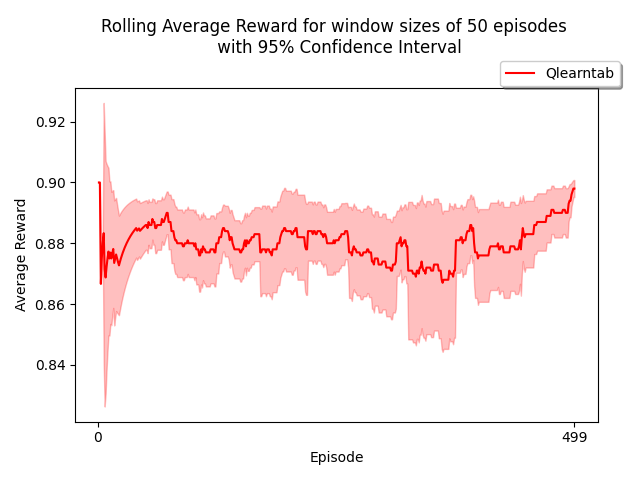 Rolling Average Reward for window sizes of 50 episodes
with 95% Confidence Interval
Qlearntab
0.92
0.90
0.88
0.86
0.84
Average Reward
0
499
Episode